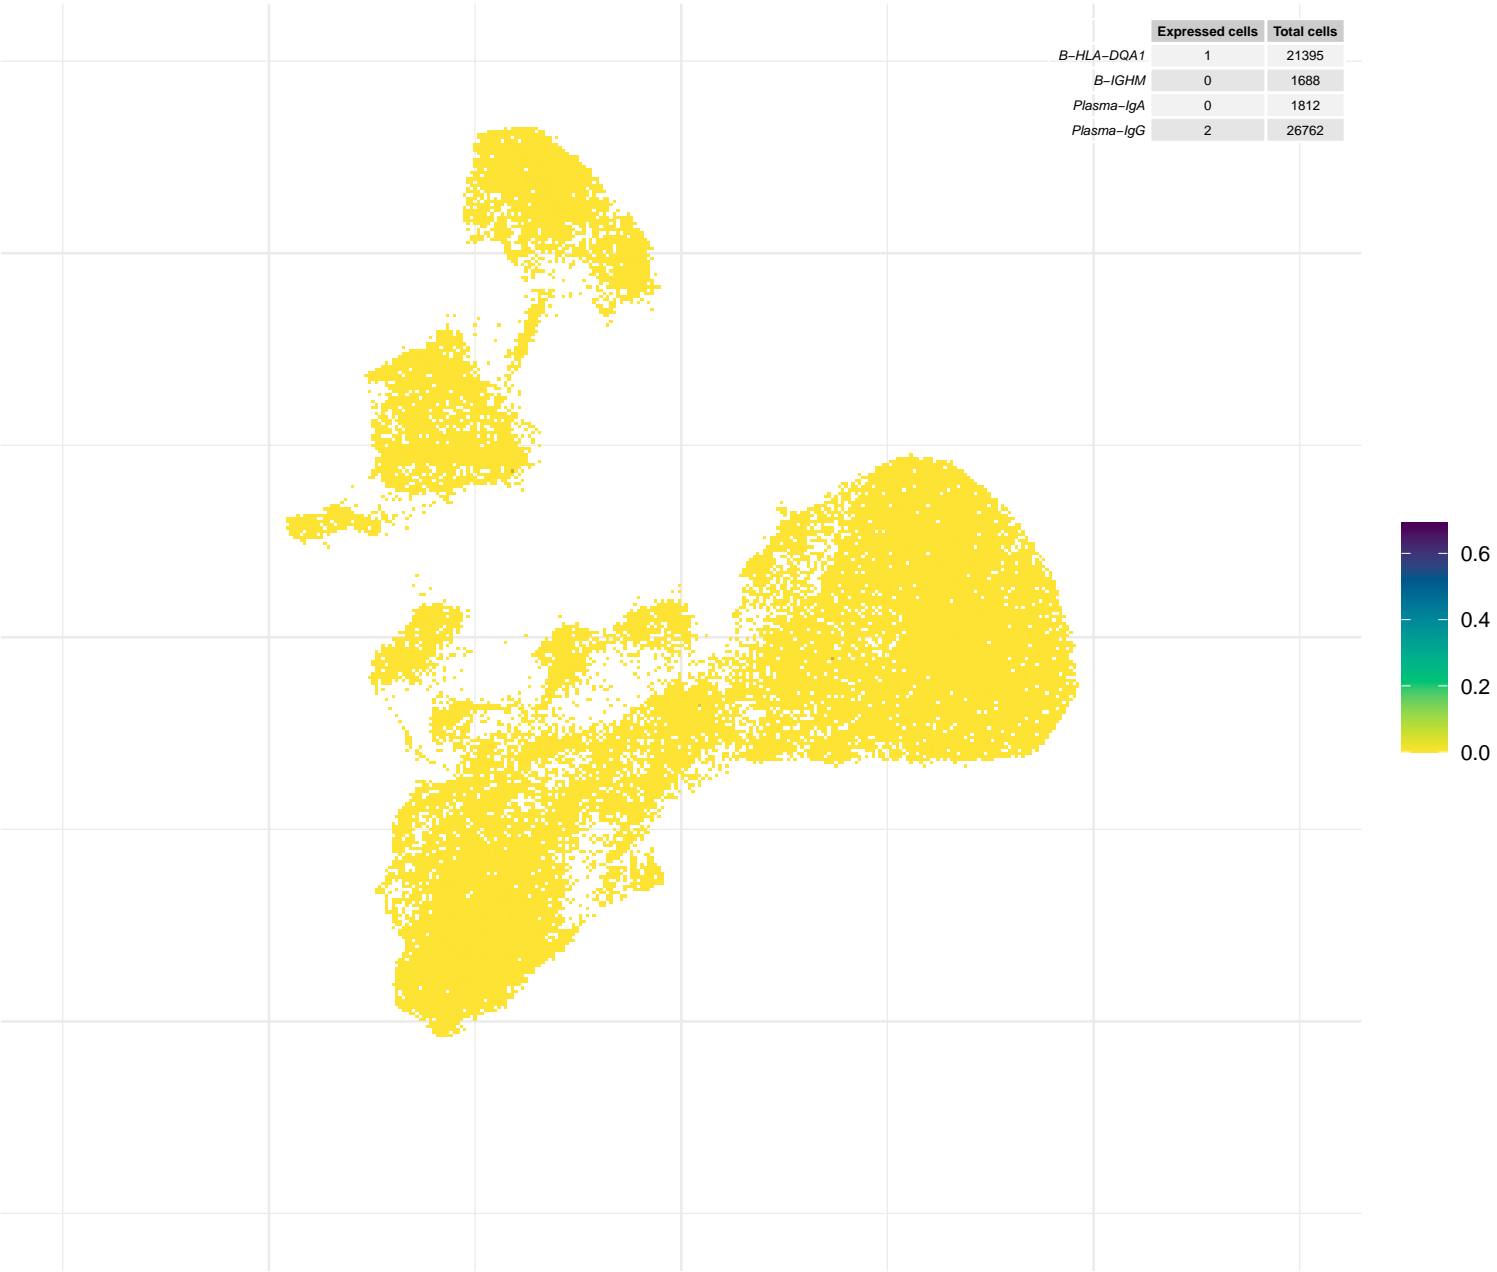 Expressed cells Total cells
B−HLA−DQA1 1 21395
B−IGHM 0 1688
Plasma−IgA 0 1812
Plasma−IgG 2 26762
0.6
0.4
0.2
0.0